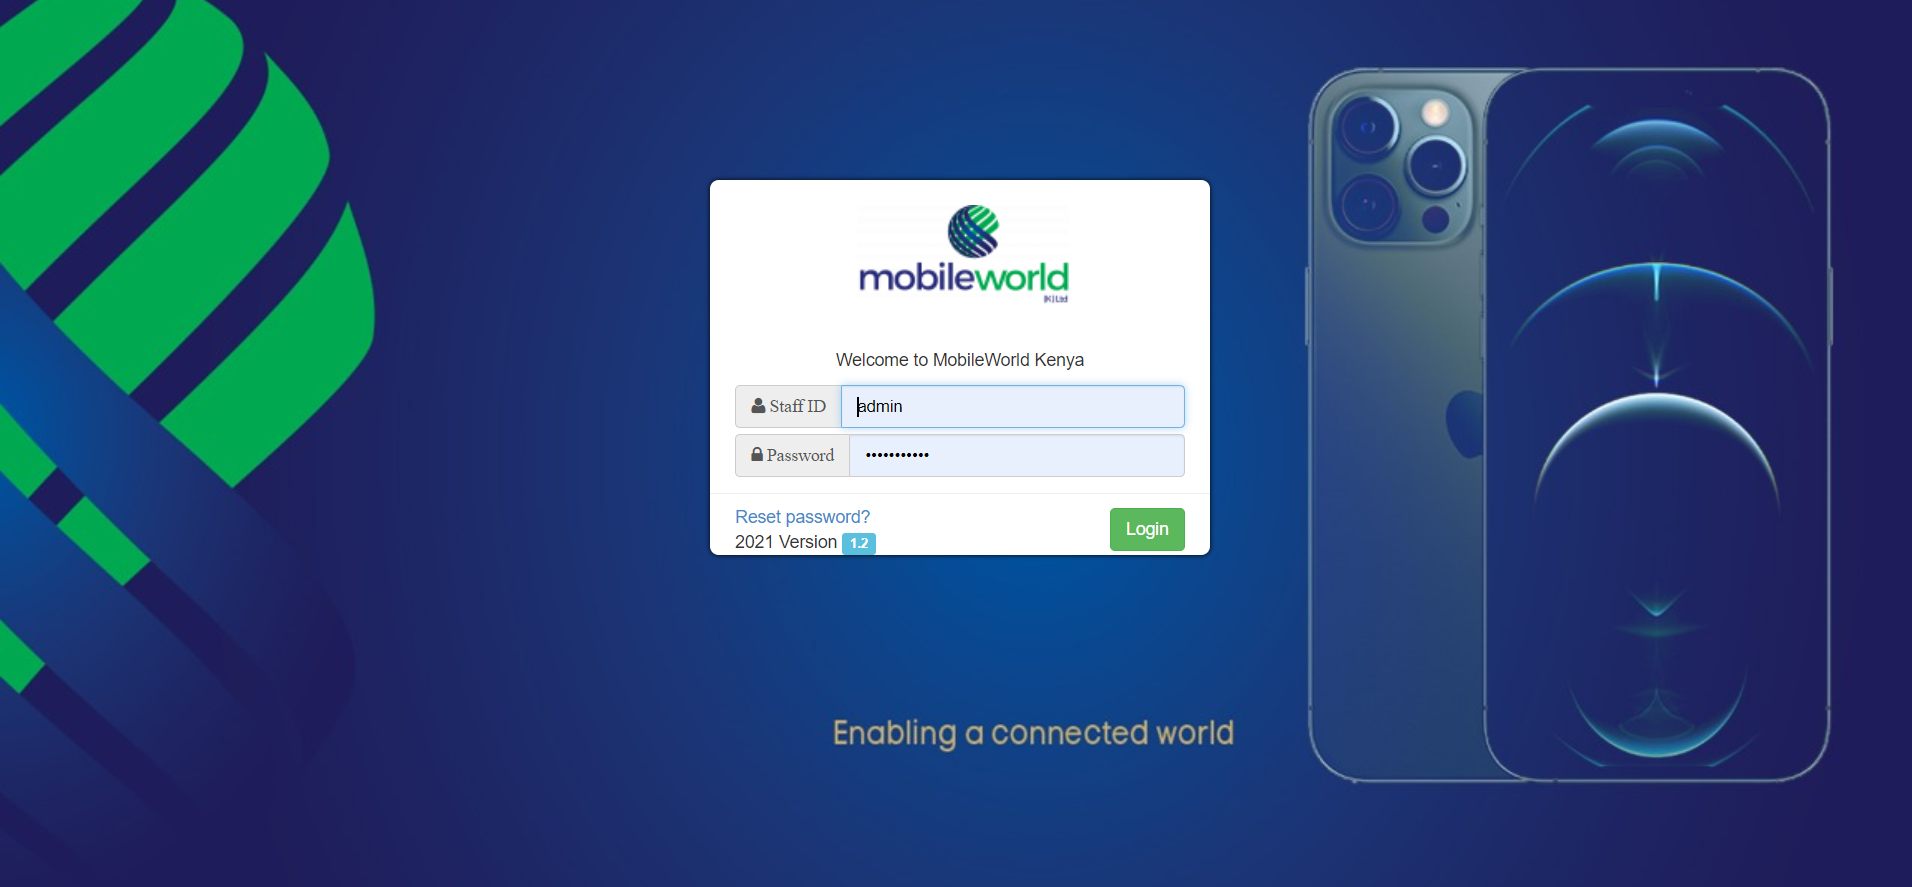 mobileworld
(K) Ltd
Welcome to MobileWorld Kenya
Staff ID
admin
Password
•••••••••••
Reset password?
2021 Version 1.2
Login
Enabling a connected world